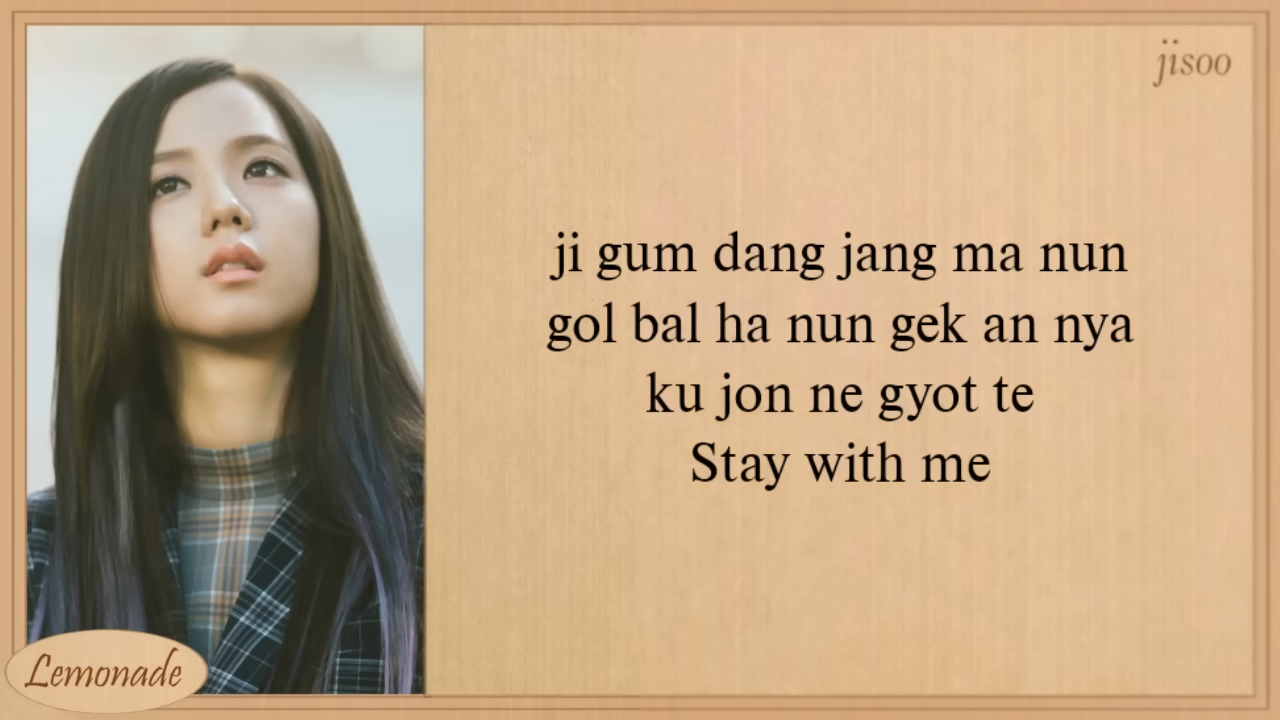 jisoo
ji gum dang jang ma nun
gol bal ha nun gek an nya
ku jon ne gyot te
Stay with me
Lemonade